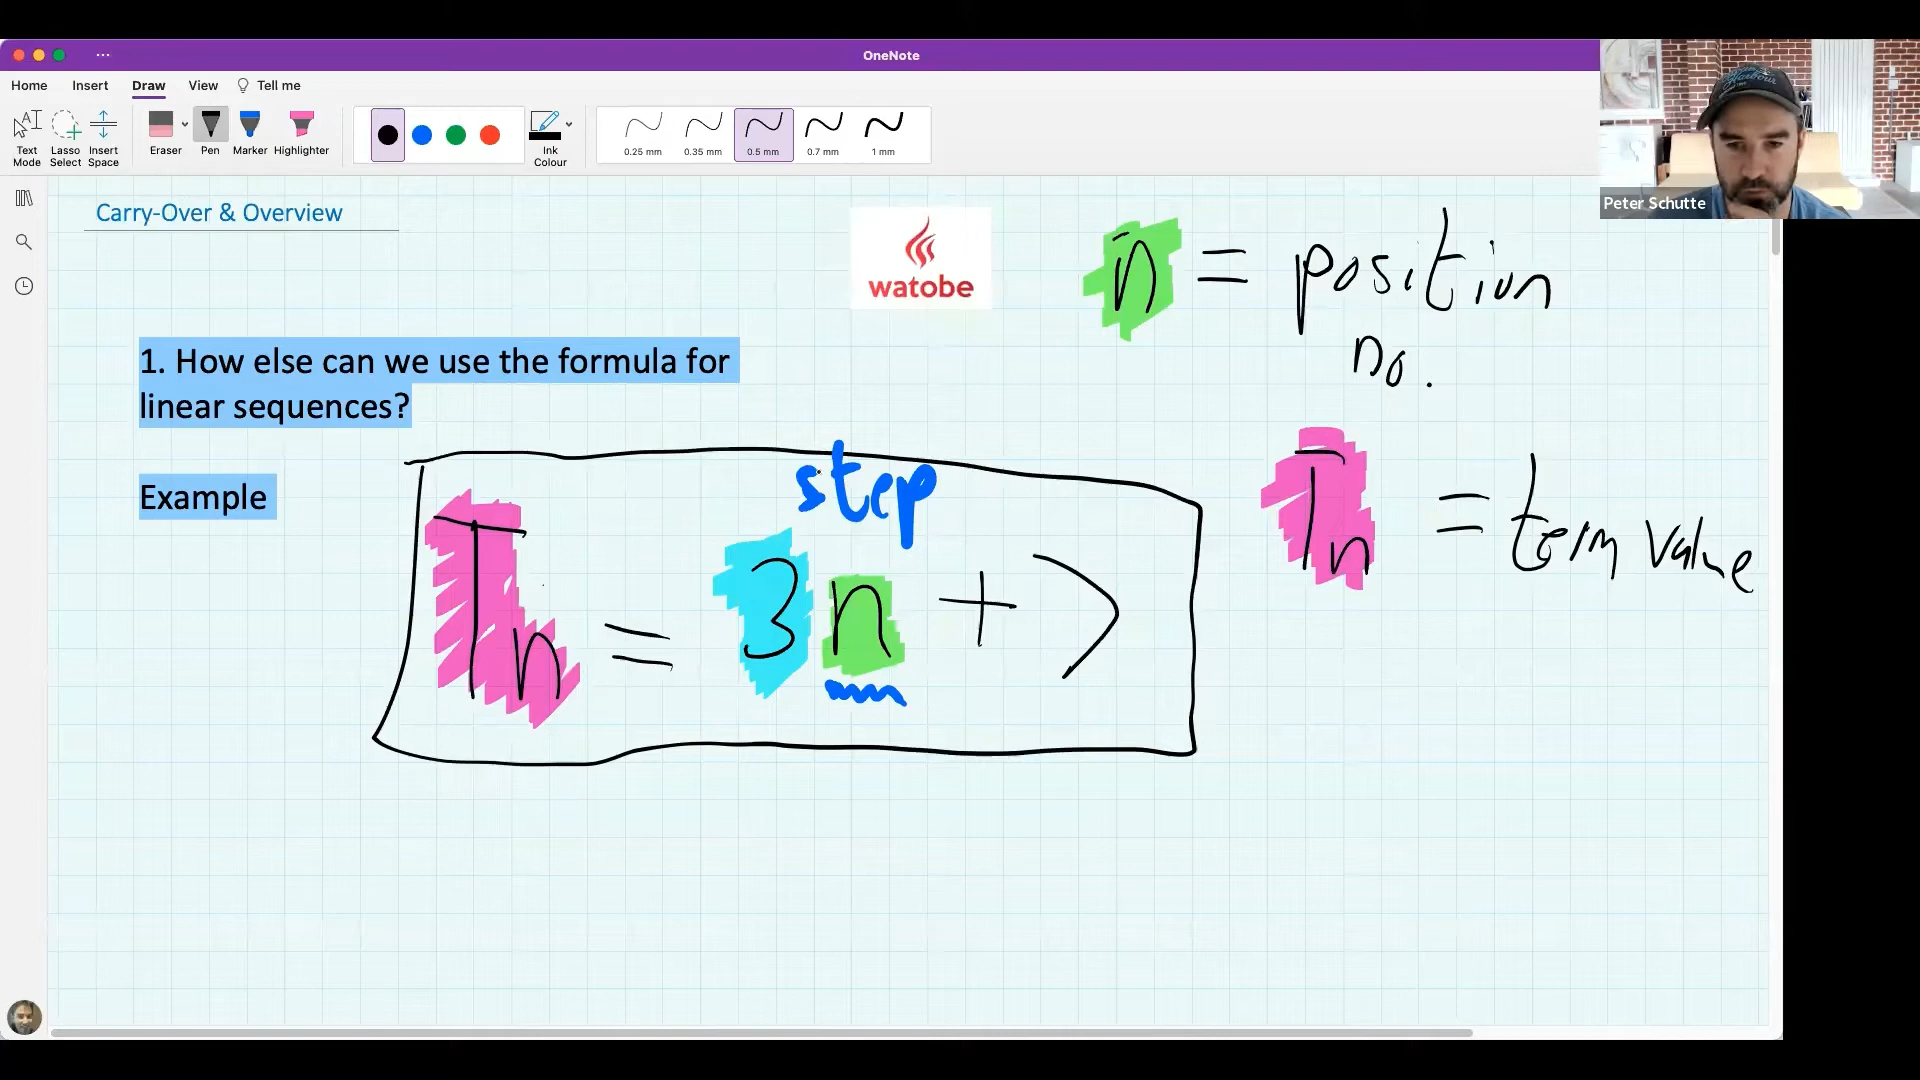 OneNote
Home Insert Draw View Tell me
Text Mode
Lasso Select
Insert Space
Eraser
Pen
Marker
Highlighter
Ink Colour
0.25 mm
0.35 mm
0.5 mm
0.7 mm
1 mm
Peter Schutte
Carry-Over & Overview
watobe
n = position
no.
1. How else can we use the formula for
linear sequences?
Example
step
Tn = 3n + 7
Tn = term value